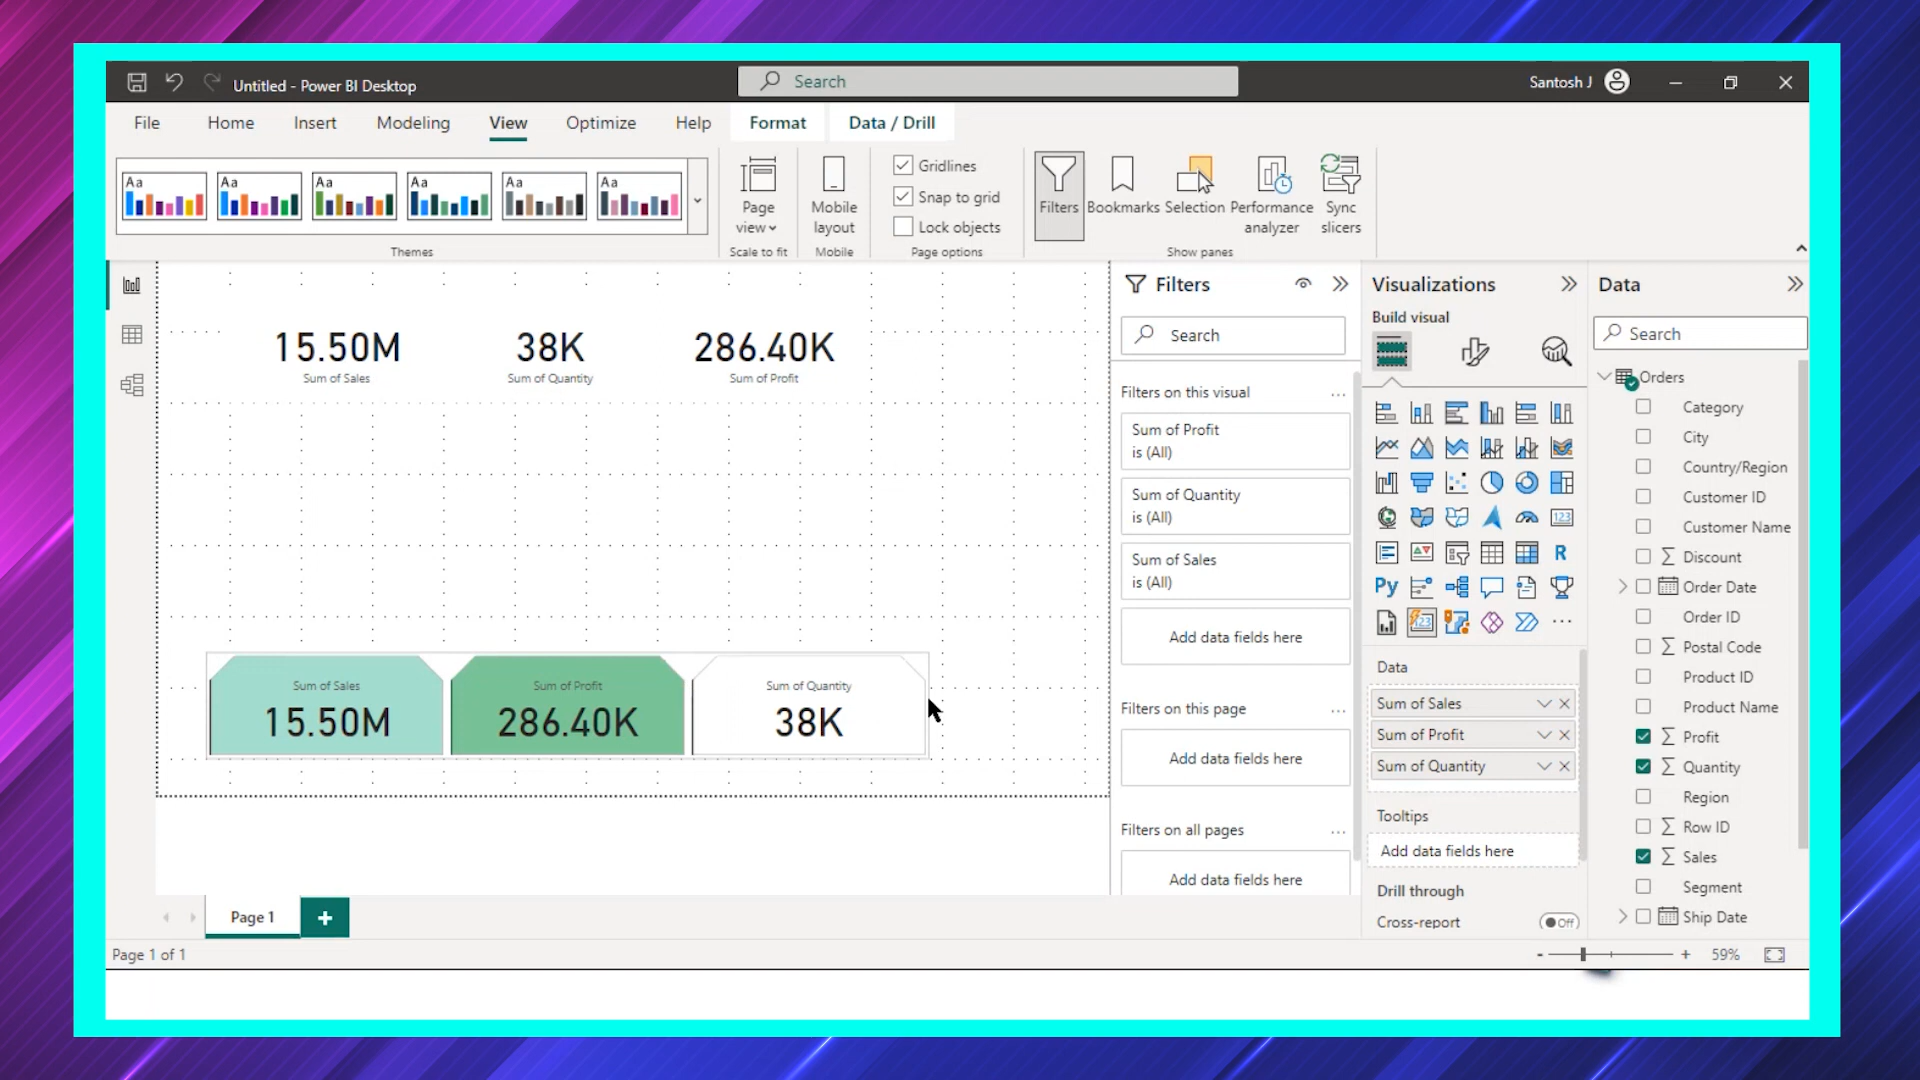 Untitled - Power BI Desktop
Search
Santosh J
File
Home
Insert
Modeling
View
Optimize
Help
Format
Data / Drill
Aa
Aa
Aa
Aa
Aa
Aa
Themes
Page
view
Scale to fit
Mobile
layout
Mobile
Gridlines
Snap to grid
Lock objects
Page options
Filters
Bookmarks
Selection
Performance
analyzer
Sync
slicers
Show panes
15.50M
Sum of Sales
38K
Sum of Quantity
286.40K
Sum of Profit
Sum of Sales
15.50M
Sum of Profit
286.40K
Sum of Quantity
38K
Filters
Search
Filters on this visual
...
Sum of Profit
is (All)
Sum of Quantity
is (All)
Sum of Sales
is (All)
Add data fields here
Filters on this page
...
Add data fields here
Filters on all pages
...
Add data fields here
Visualizations
Build visual
123
R
Py
123
...
Data
Sum of Sales
Sum of Profit
Sum of Quantity
Tooltips
Add data fields here
Drill through
Cross-report
Off
Data
Search
Orders
Category
City
Country/Region
Customer ID
Customer Name
Discount
Order Date
Order ID
Postal Code
Product ID
Product Name
Profit
Quantity
Region
Row ID
Sales
Segment
Ship Date
Page 1
+
Page 1 of 1
- + 59%